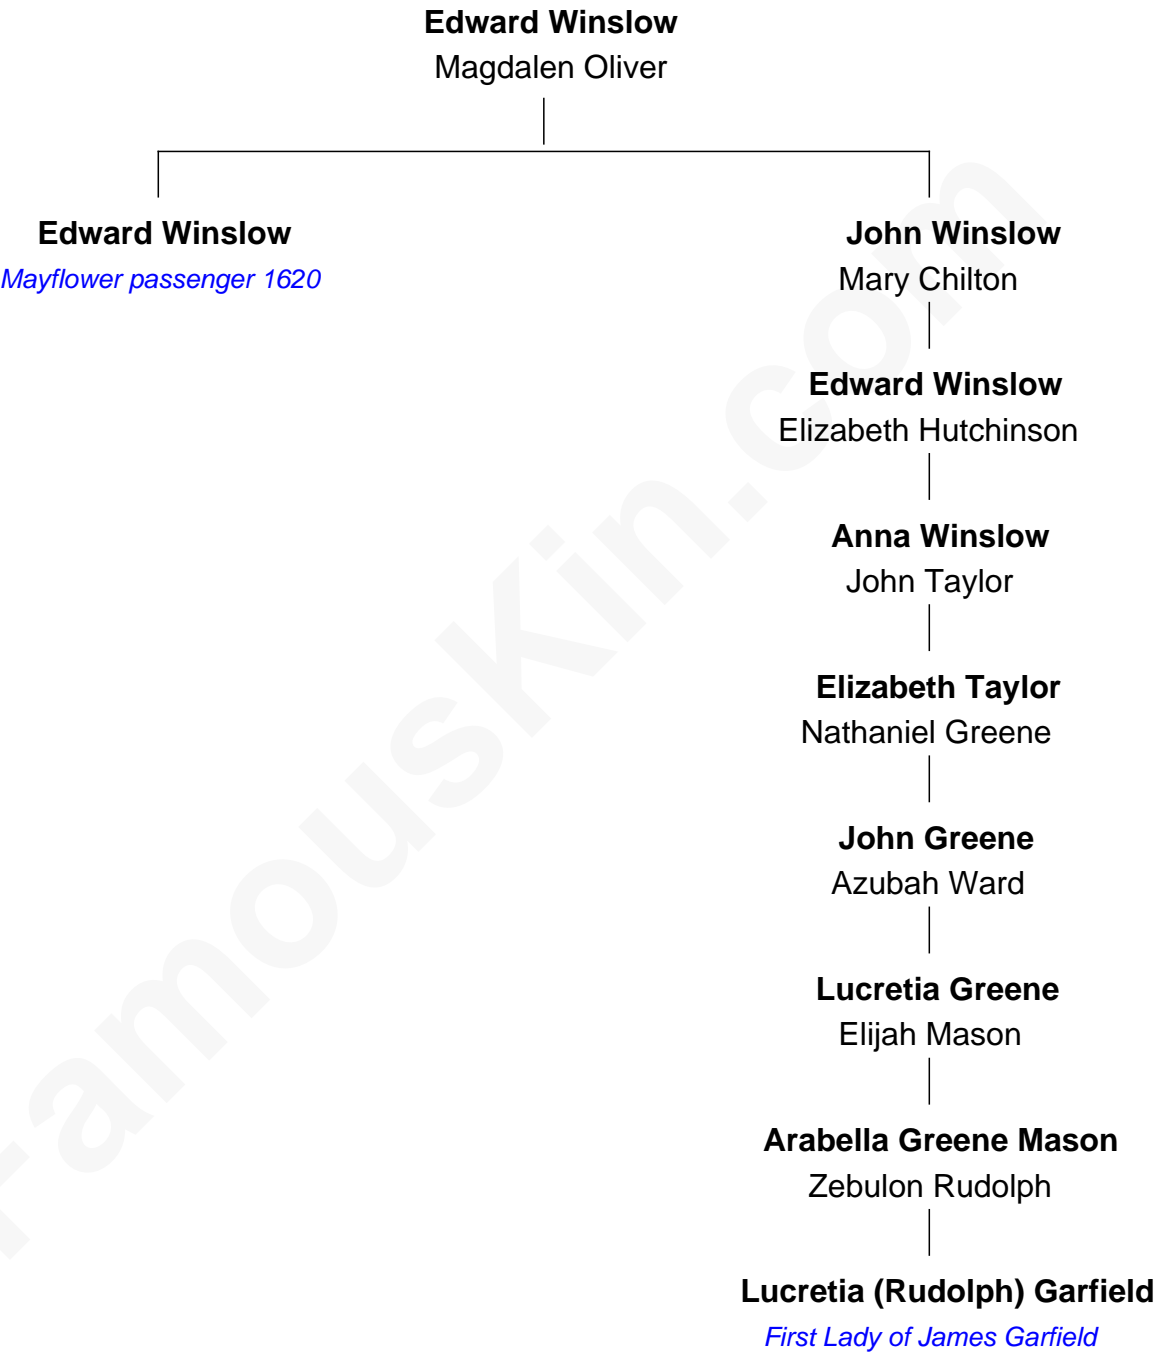 Edward Winslow
Magdalen Oliver
Edward Winslow
Mayflower passenger 1620
John Winslow
Mary Chilton
Edward Winslow
Elizabeth Hutchinson
Anna Winslow
John Taylor
Elizabeth Taylor
Nathaniel Greene
John Greene
Azubah Ward
Lucretia Greene
Elijah Mason
Arabella Greene Mason
Zebulon Rudolph
Lucretia (Rudolph) Garfield
First Lady of James Garfield
FamousKin.com